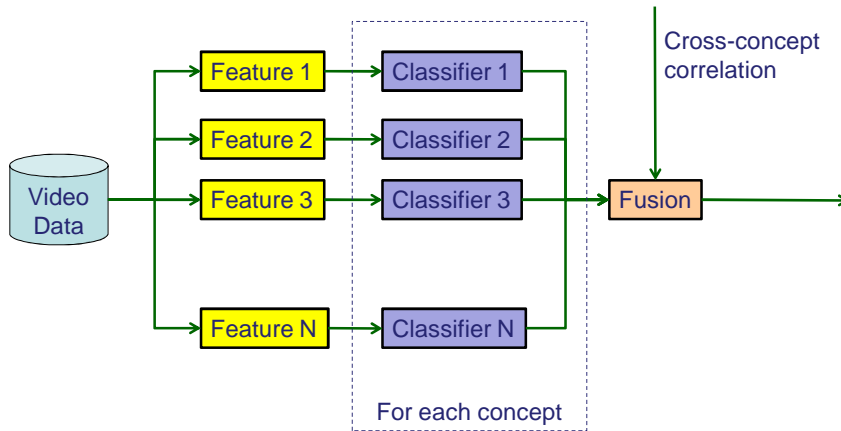 Cross-concept
correlation
Feature 1
Classifier 1
Feature 2
Classifier 2
Video
Data
Feature 3
Classifier 3
Fusion
Feature N
Classifier N
For each concept